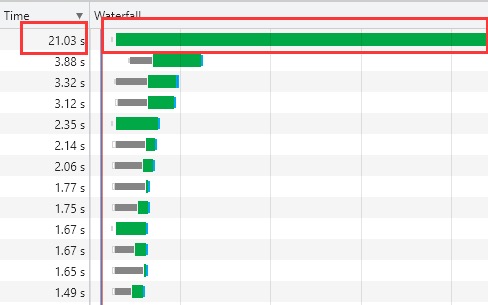 Time ▼ Waterfall
21.03 s
3.88 s
3.32 s
3.12 s
2.35 s
2.14 s
2.06 s
1.77 s
1.75 s
1.67 s
1.67 s
1.65 s
1.49 s